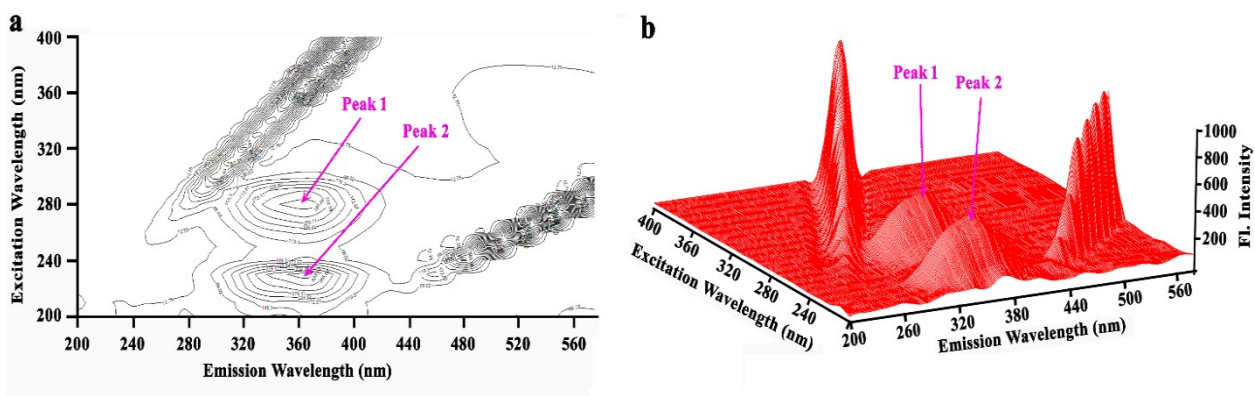 a
400
360
320
280
240
200
Excitation Wavelength (nm)
Peak 1
Peak 2
200 240 280 320 360 400 440 480 520 560
Emission Wavelength (nm)
b
Peak 1
Peak 2
1000
800
600
400
200
Fl. Intensity
400
360
320
280
240
Excitation Wavelength (nm)
200 260 320 380 440 500 560
Emission Wavelength (nm)